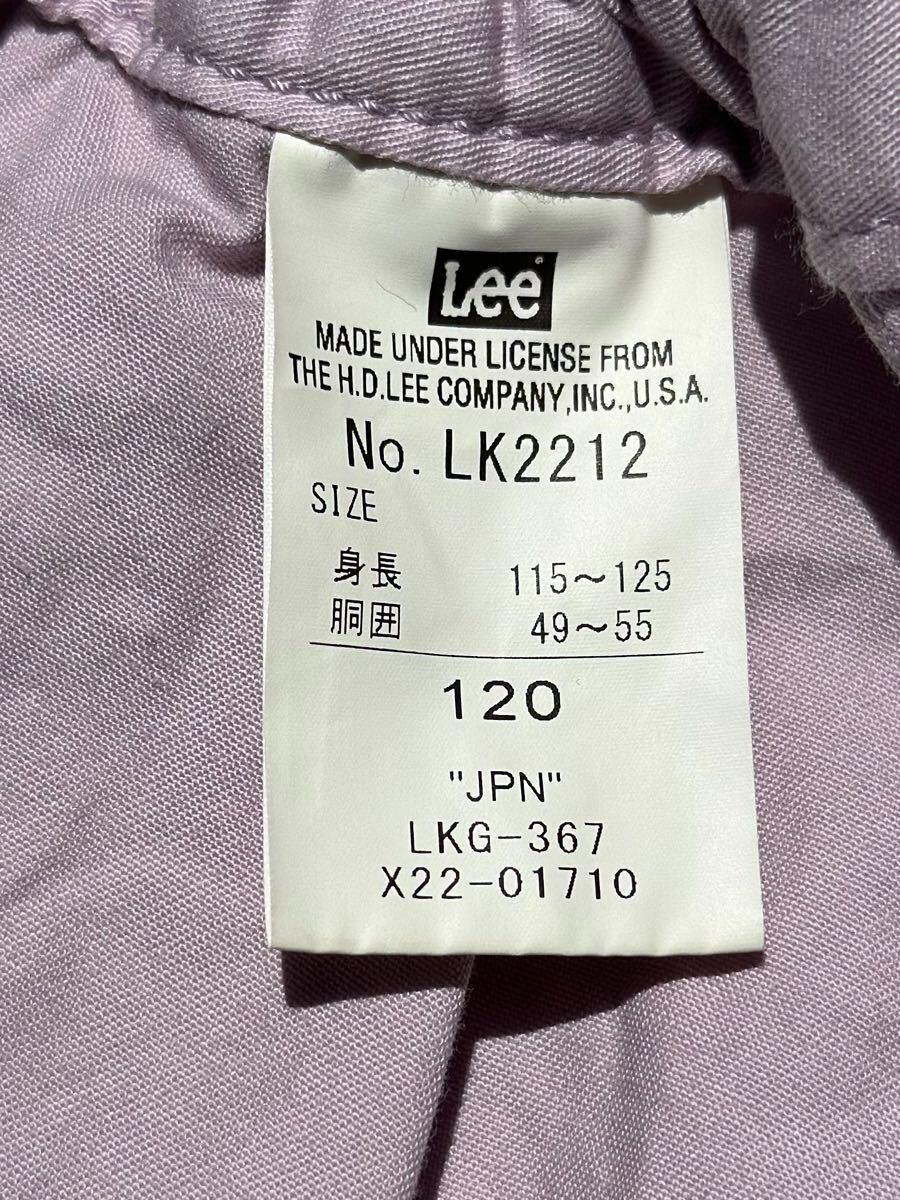 Lee
MADE UNDER LICENSE FROM
THE H.D.LEE COMPANY,INC.,U.S.A.
No. LK2212
SIZE
身長 115～125
胴囲 49～55
120
"JPN"
LKG-367
X22-01710